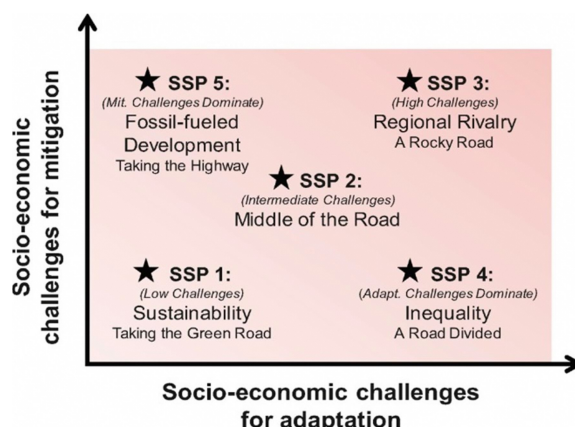 Socio-economic
challenges for mitigation
SSP 5:
(Mit. Challenges Dominate)
Fossil-fueled
Development
Taking the Highway
SSP 3:
(High Challenges)
Regional Rivalry
A Rocky Road
SSP 2:
(Intermediate Challenges)
Middle of the Road
SSP 1:
(Low Challenges)
Sustainability
Taking the Green Road
SSP 4:
(Adapt. Challenges Dominate)
Inequality
A Road Divided
Socio-economic challenges
for adaptation